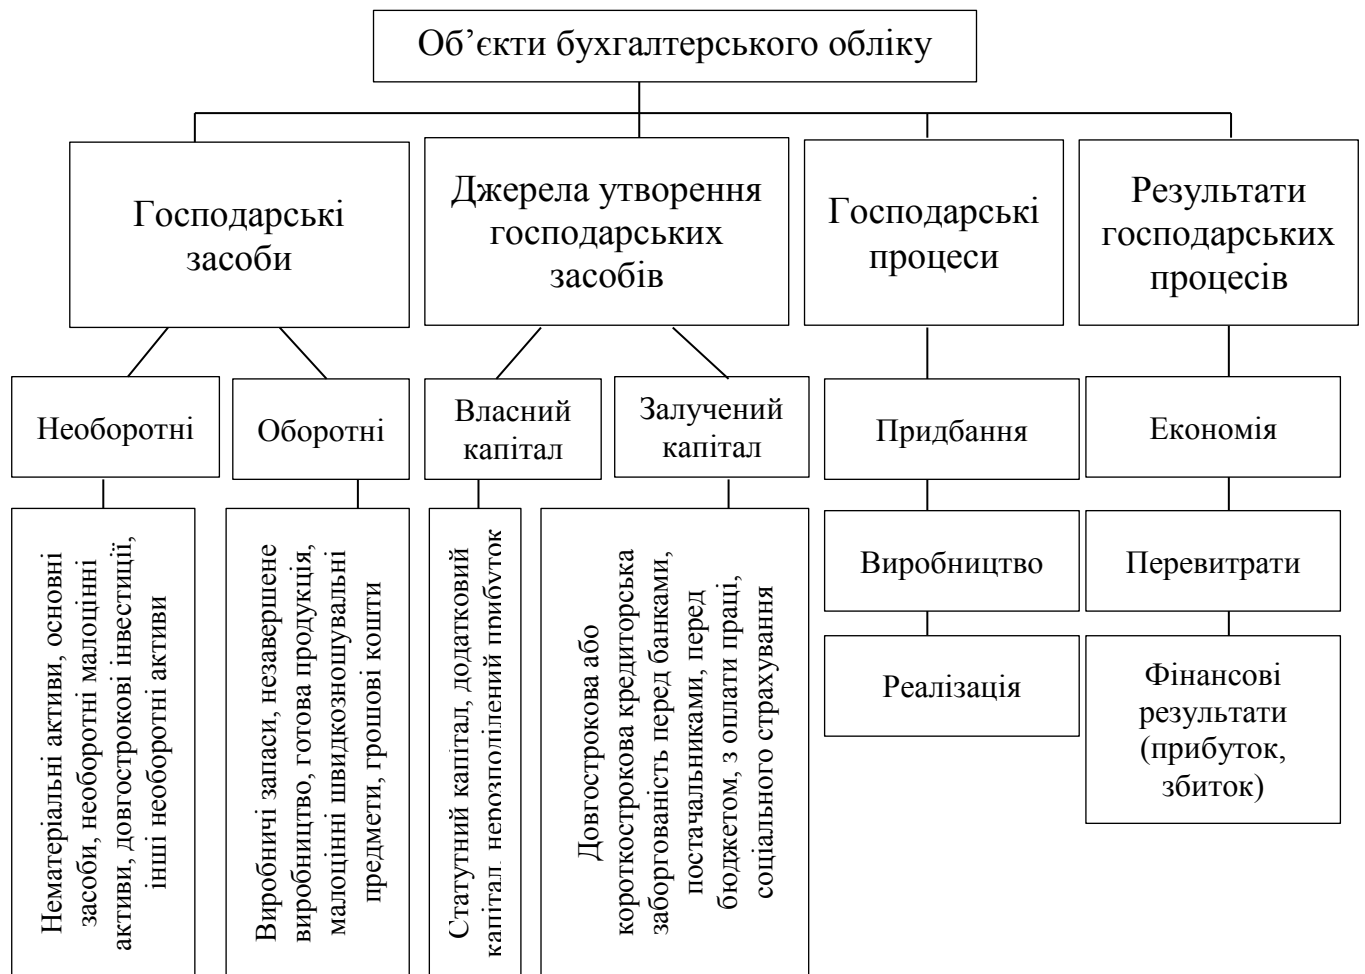 Об’єкти бухгалтерського обліку
Господарські
засоби
Джерела утворення
господарських
засобів
Господарські
процеси
Результати
господарських
процесів
Необоротні
Оборотні
Власний
капітал
Залучений
капітал
Придбання
Економія
Нематеріальні активи, основні
засоби, необоротні малоцінні
активи, довгострокові інвестиції,
інші необоротні активи
Виробничі запаси, незавершене
виробництво, готова продукція,
малоцінні швидкозношувальні
предмети, грошові кошти
Статутний капітал, додатковий
капітал, нерозполілений прибуток
Довгострокова або
короткострокова кредиторська
заборгованість перед банками,
постачальниками, перед
бюджетом, з оплати праці,
соціального страхування
Виробництво
Перевитрати
Реалізація
Фінансові
результати
(прибуток,
збиток)